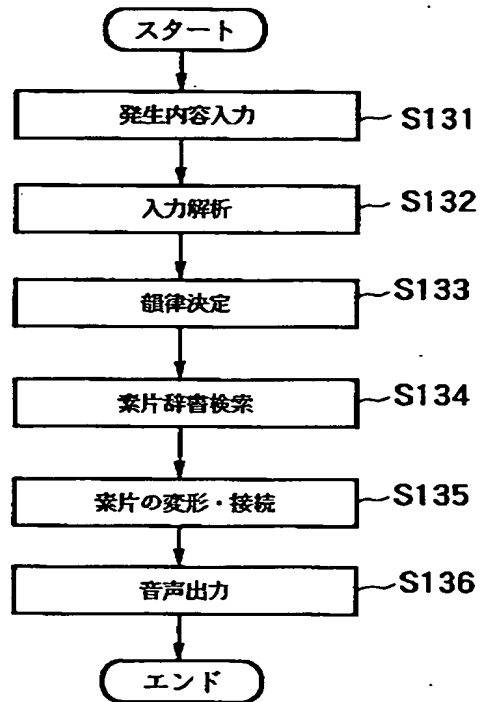 スタート
発生内容入力
S131
入力解析
S132
韻律決定
S133
素片辞書検索
S134
素片の変形・接続
S135
音声出力
S136
エンド